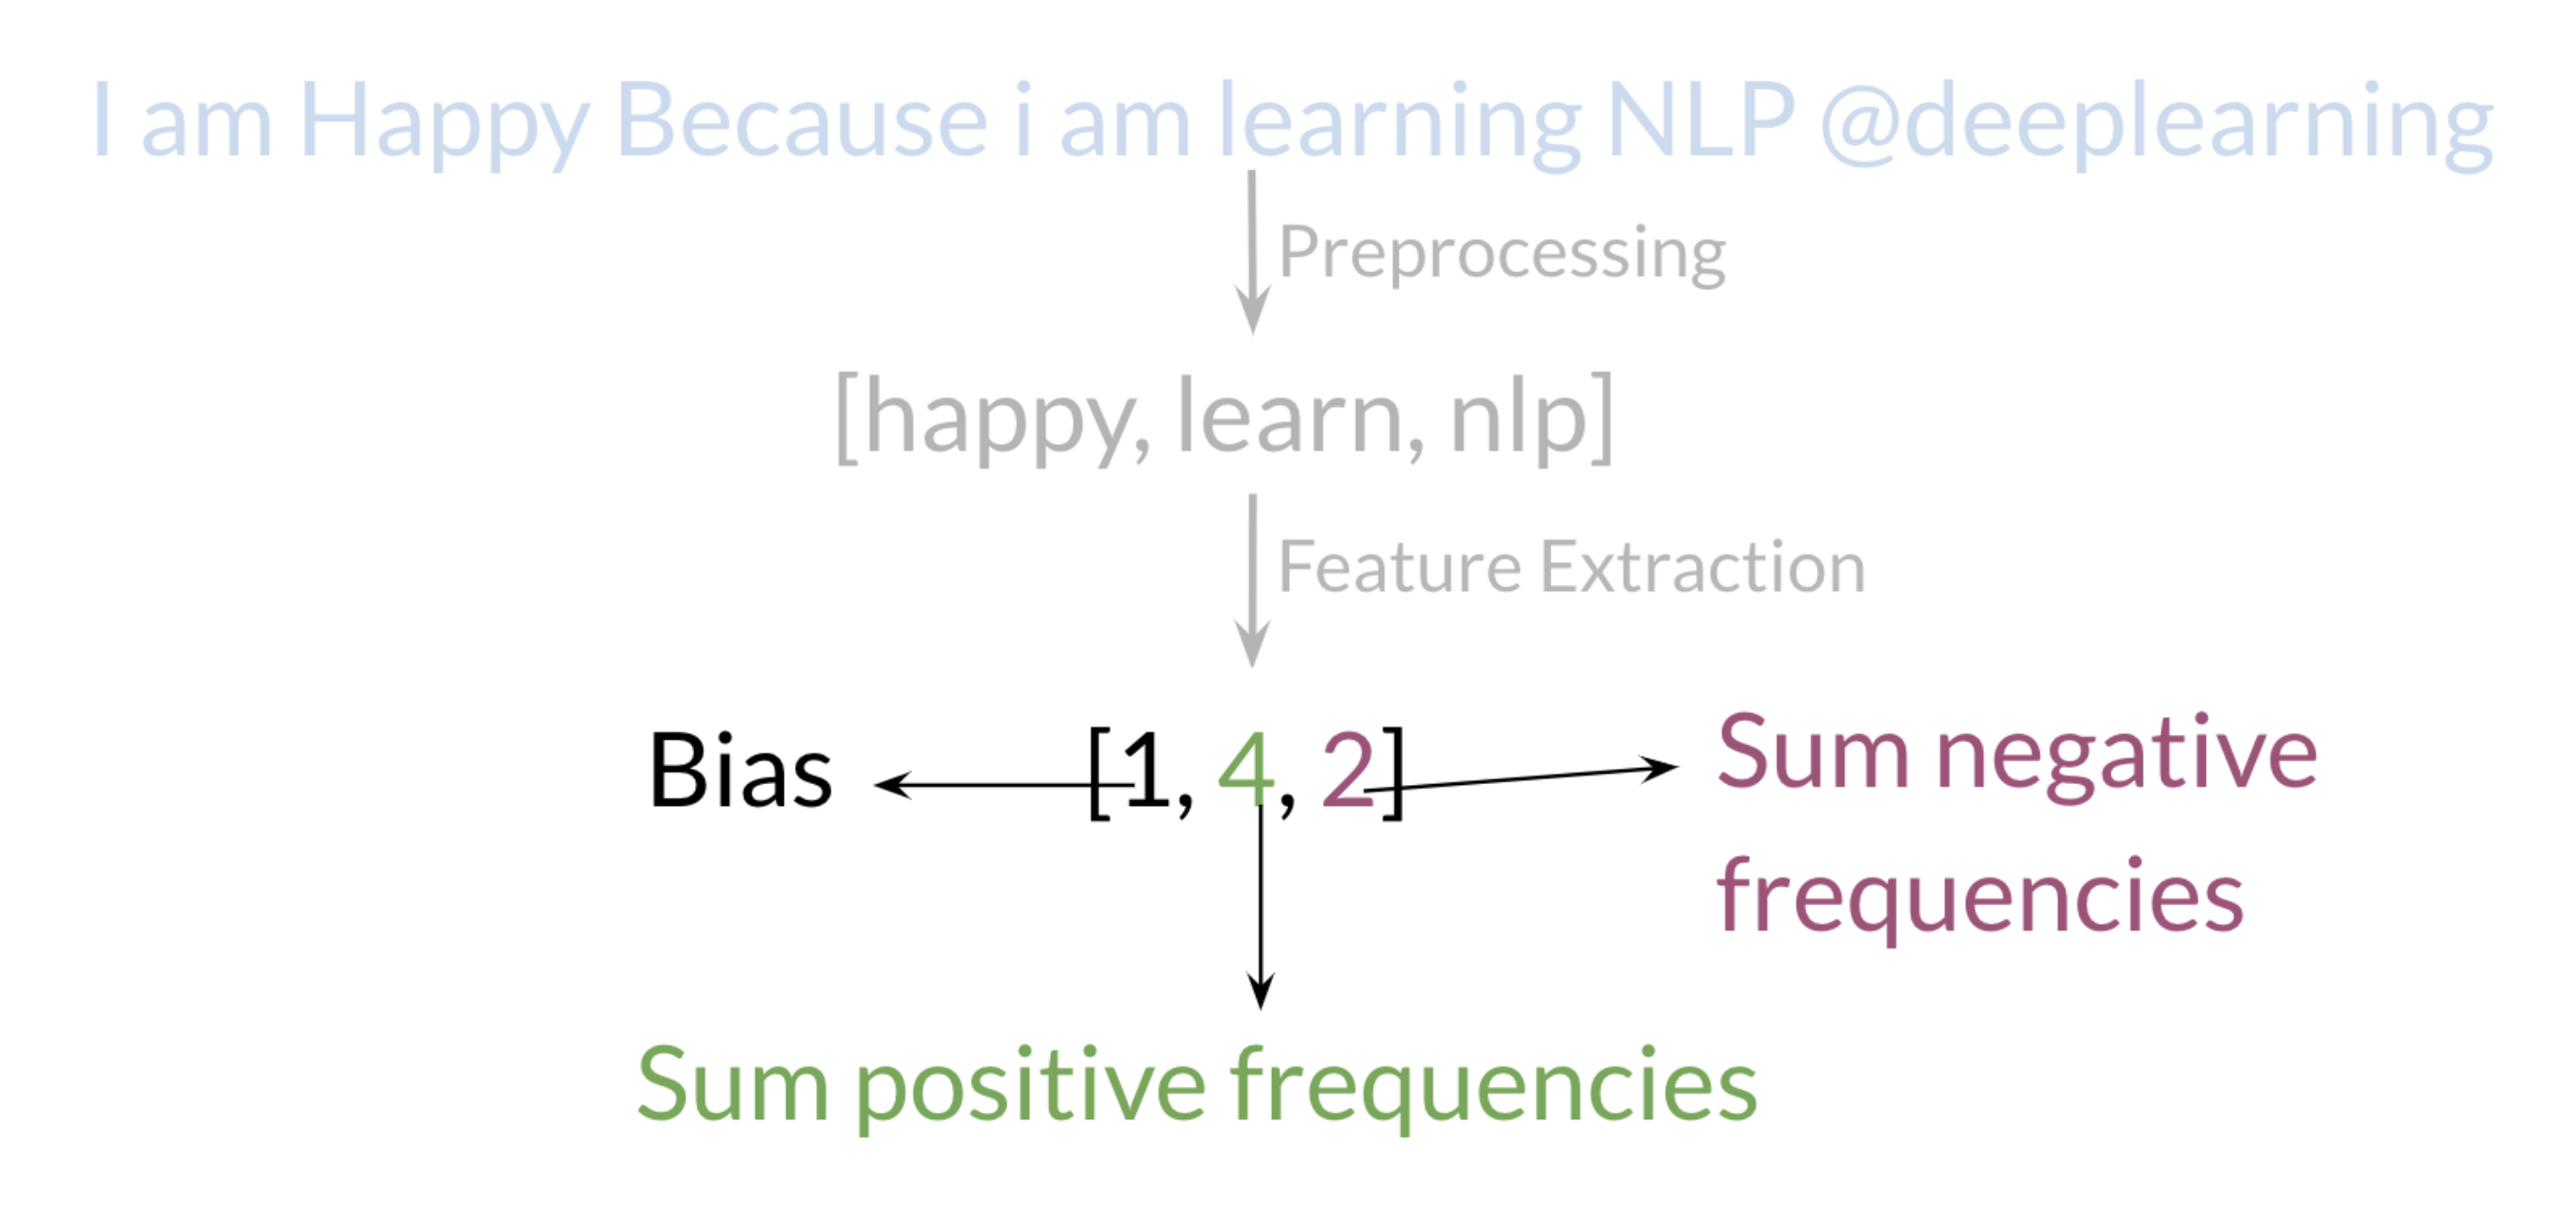 I am Happy Because i am learning NLP @deeplearning
Preprocessing
[happy, learn, nlp]
Feature Extraction
Bias
[1, 4, 2]
Sum negative
frequencies
Sum positive frequencies